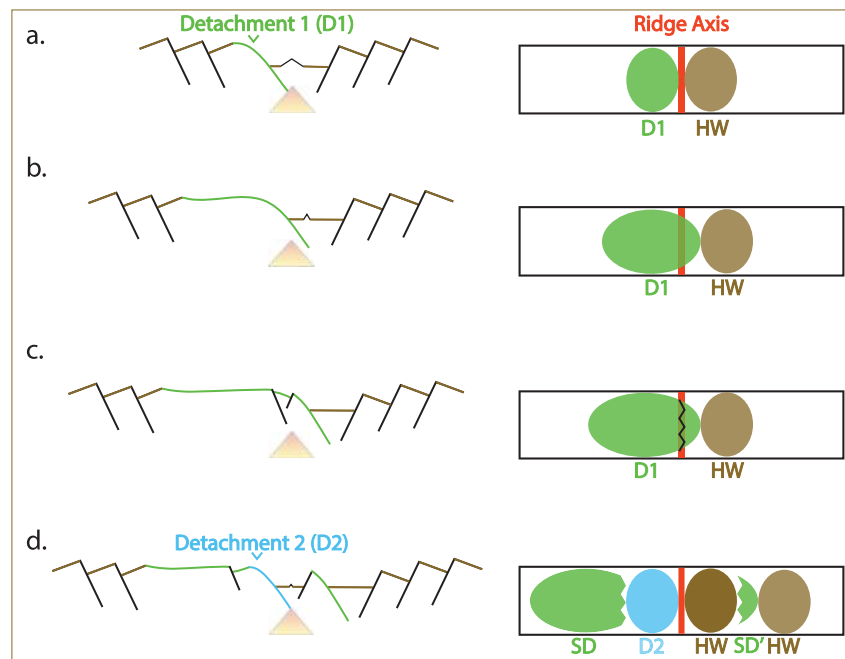 a.
Detachment 1 (D1)
Ridge Axis
D1 HW
b.
D1 HW
c.
D1 HW
d.
Detachment 2 (D2)
SD D2 HW SD' HW